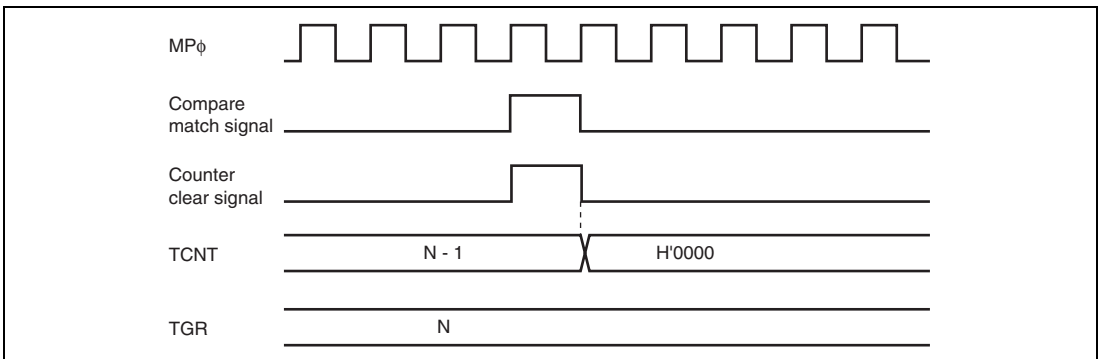 MPϕ
Compare
match signal
Counter
clear signal
TCNT
N - 1
H'0000
TGR
N